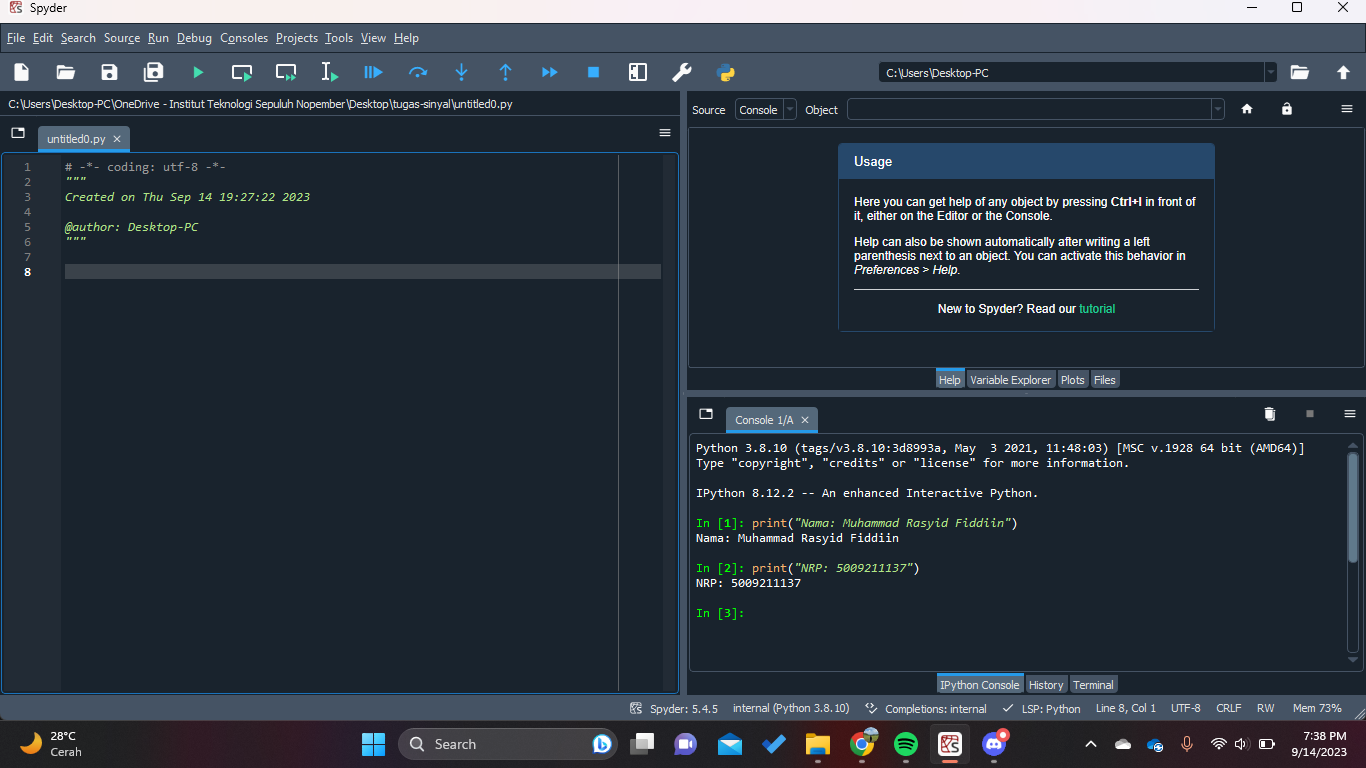 Spyder
File Edit Search Source Run Debug Consoles Projects Tools View Help
C:\Users\Desktop-PC
C:\Users\Desktop-PC\OneDrive - Institut Teknologi Sepuluh Nopember\Desktop\tugas-sinyal\untitled0.py
untitled0.py
1 # -*- coding: utf-8 -*-
2 """
3 Created on Thu Sep 14 19:27:22 2023
4
5 @author: Desktop-PC
6 """
7
8
Source Console Object
Usage
Here you can get help of any object by pressing Ctrl+I in front of
it, either on the Editor or the Console.
Help can also be shown automatically after writing a left
parenthesis next to an object. You can activate this behavior in
Preferences > Help.
New to Spyder? Read our tutorial
Help Variable Explorer Plots Files
Console 1/A
Python 3.8.10 (tags/v3.8.10:3d8993a, May  3 2021, 11:48:03) [MSC v.1928 64 bit (AMD64)]
Type "copyright", "credits" or "license" for more information.
IPython 8.12.2 -- An enhanced Interactive Python.
In [1]: print("Nama: Muhammad Rasyid Fiddiin")
Nama: Muhammad Rasyid Fiddiin
In [2]: print("NRP: 5009211137")
NRP: 5009211137
In [3]:
IPython Console History Terminal
Spyder: 5.4.5 internal (Python 3.8.10) Completions: internal LSP: Python Line 8, Col 1 UTF-8 CRLF RW Mem 73%
28°C
Cerah
Search
7:38 PM
9/14/2023